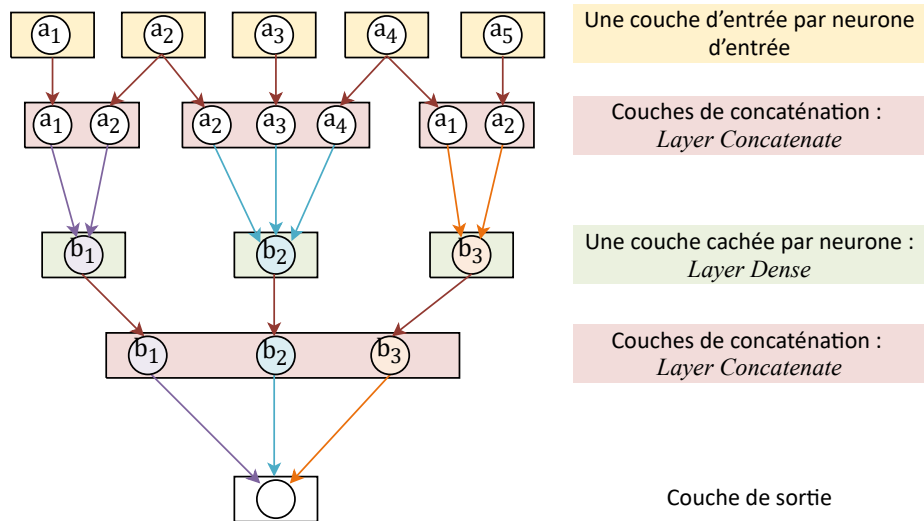 a1 a2 a3 a4 a5
Une couche d'entrée par neurone
d'entrée
a1 a2 a2 a3 a4 a1 a2
Couches de concaténation :
Layer Concatenate
b1 b2 b3
Une couche cachée par neurone :
Layer Dense
b1 b2 b3
Couches de concaténation :
Layer Concatenate
Couche de sortie